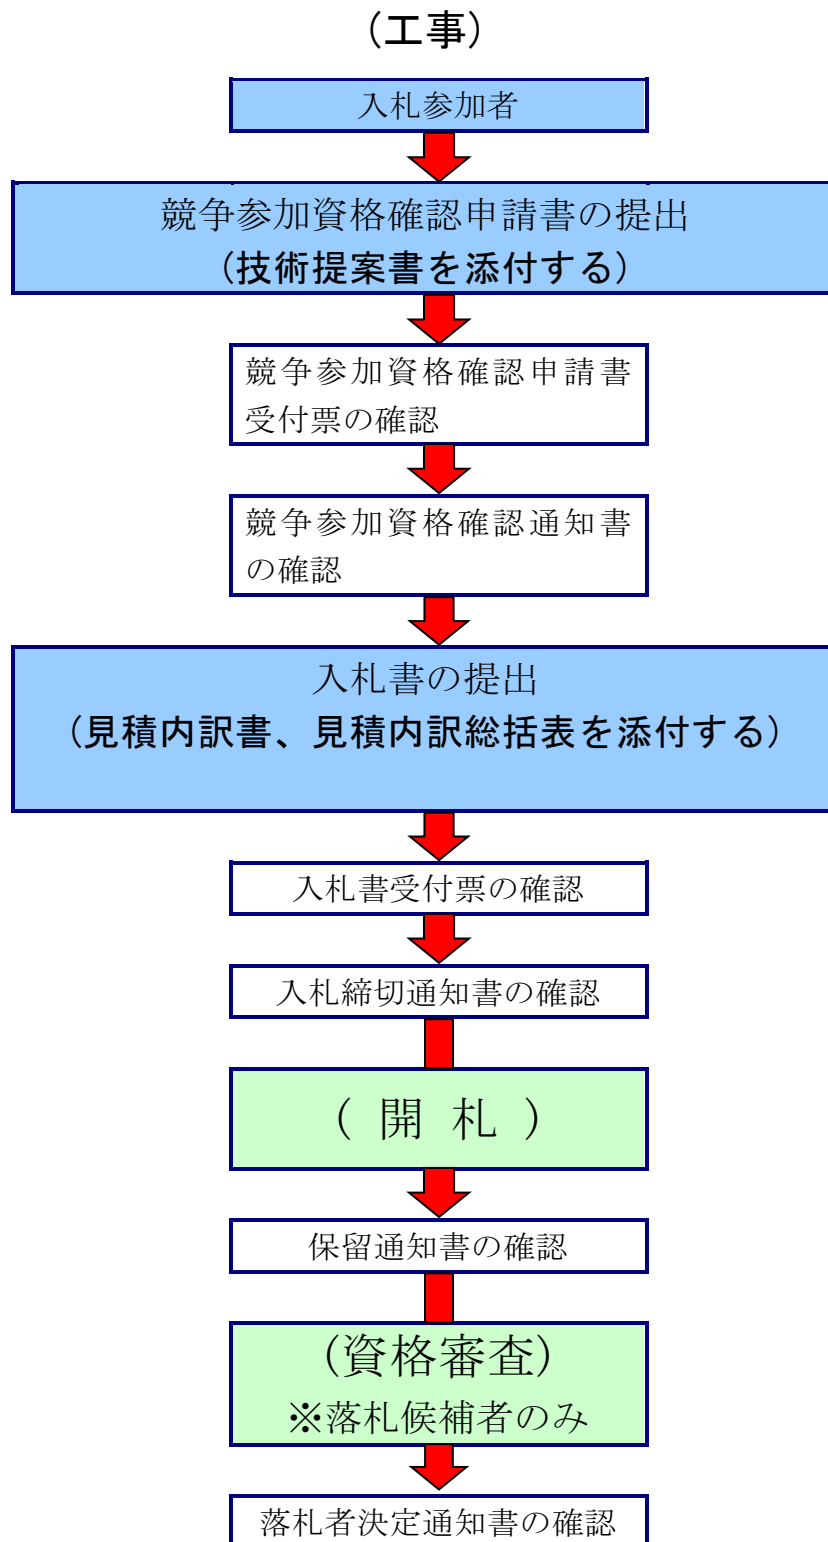 （工事）
入札参加者
競争参加資格確認申請書の提出
（技術提案書を添付する）
競争参加資格確認申請書
受付票の確認
競争参加資格確認通知書
の確認
入札書の提出
（見積内訳書、見積内訳総括表を添付する）
入札書受付票の確認
入札締切通知書の確認
（ 開 札 ）
保留通知書の確認
（資格審査）
※落札候補者のみ
落札者決定通知書の確認